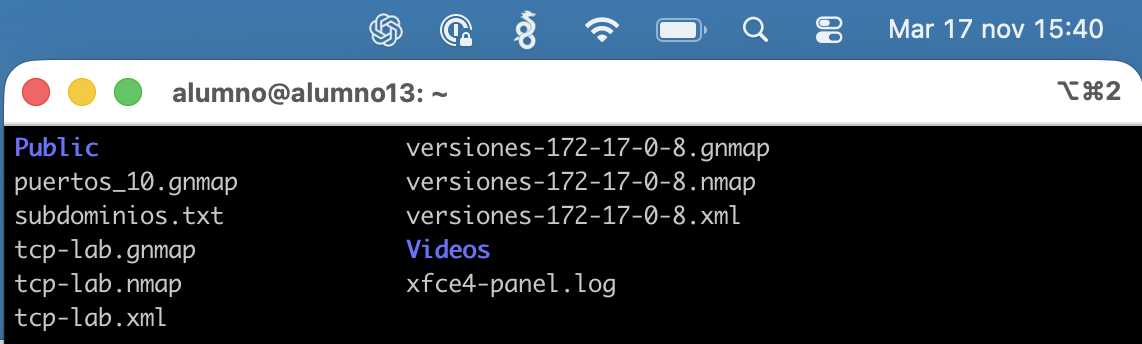 Mar 17 nov 15:40
alumno@alumno13: ~ ⌥⌘2
Public versiones-172-17-0-8.gnmap
puertos_10.gnmap versiones-172-17-0-8.nmap
subdominios.txt versiones-172-17-0-8.xml
tcp-lab.gnmap Videos
tcp-lab.nmap xfce4-panel.log
tcp-lab.xml